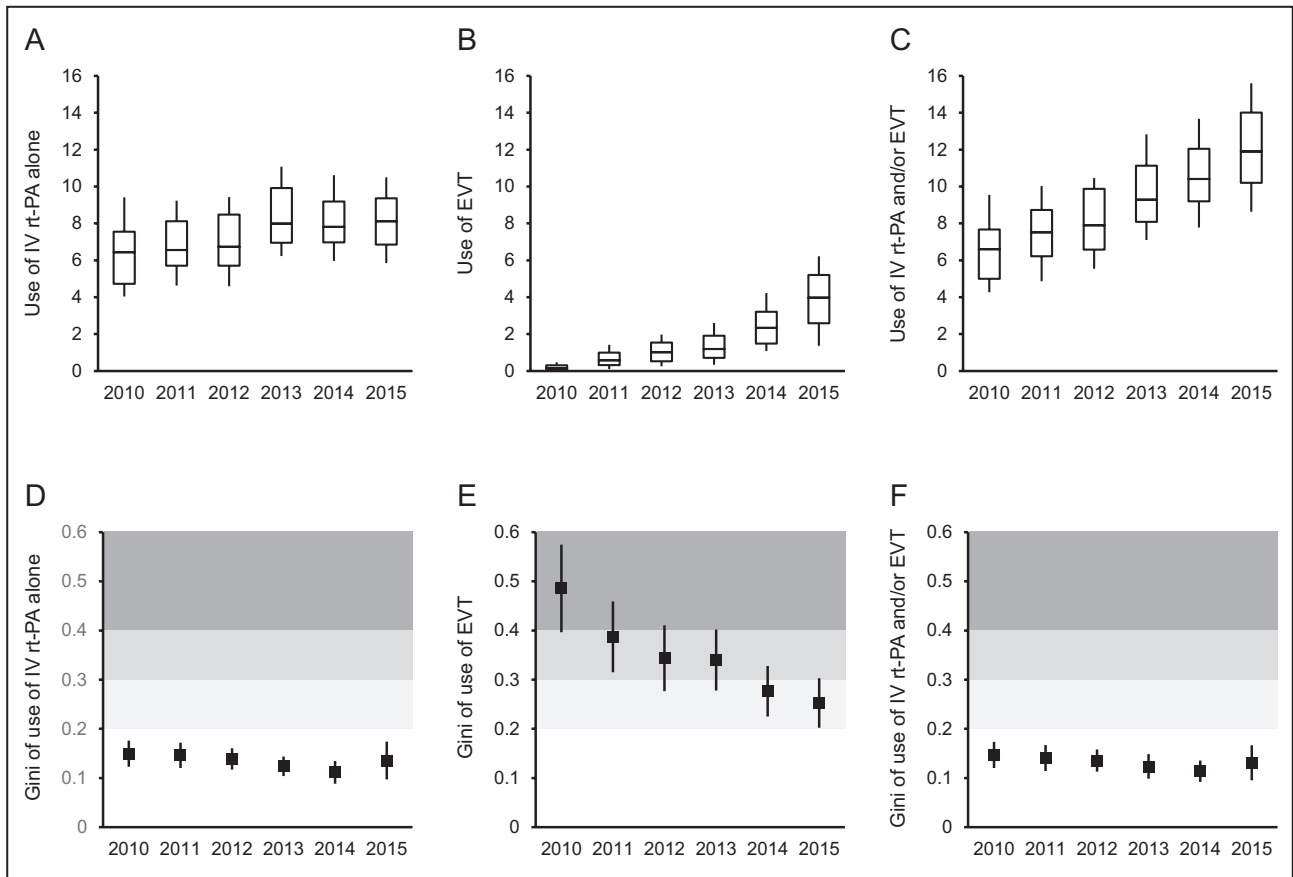 A
Use of IV rt-PA alone
16
14
12
10
8
6
4
2
0
2010 2011 2012 2013 2014 2015
B
Use of EVT
16
14
12
10
8
6
4
2
0
2010 2011 2012 2013 2014 2015
C
Use of IV rt-PA and/or EVT
16
14
12
10
8
6
4
2
0
2010 2011 2012 2013 2014 2015
D
Gini of use of IV rt-PA alone
0.6
0.5
0.4
0.3
0.2
0.1
0
2010 2011 2012 2013 2014 2015
E
Gini of use of EVT
0.6
0.5
0.4
0.3
0.2
0.1
0
2010 2011 2012 2013 2014 2015
F
Gini of use of IV rt-PA and/or EVT
0.6
0.5
0.4
0.3
0.2
0.1
0
2010 2011 2012 2013 2014 2015